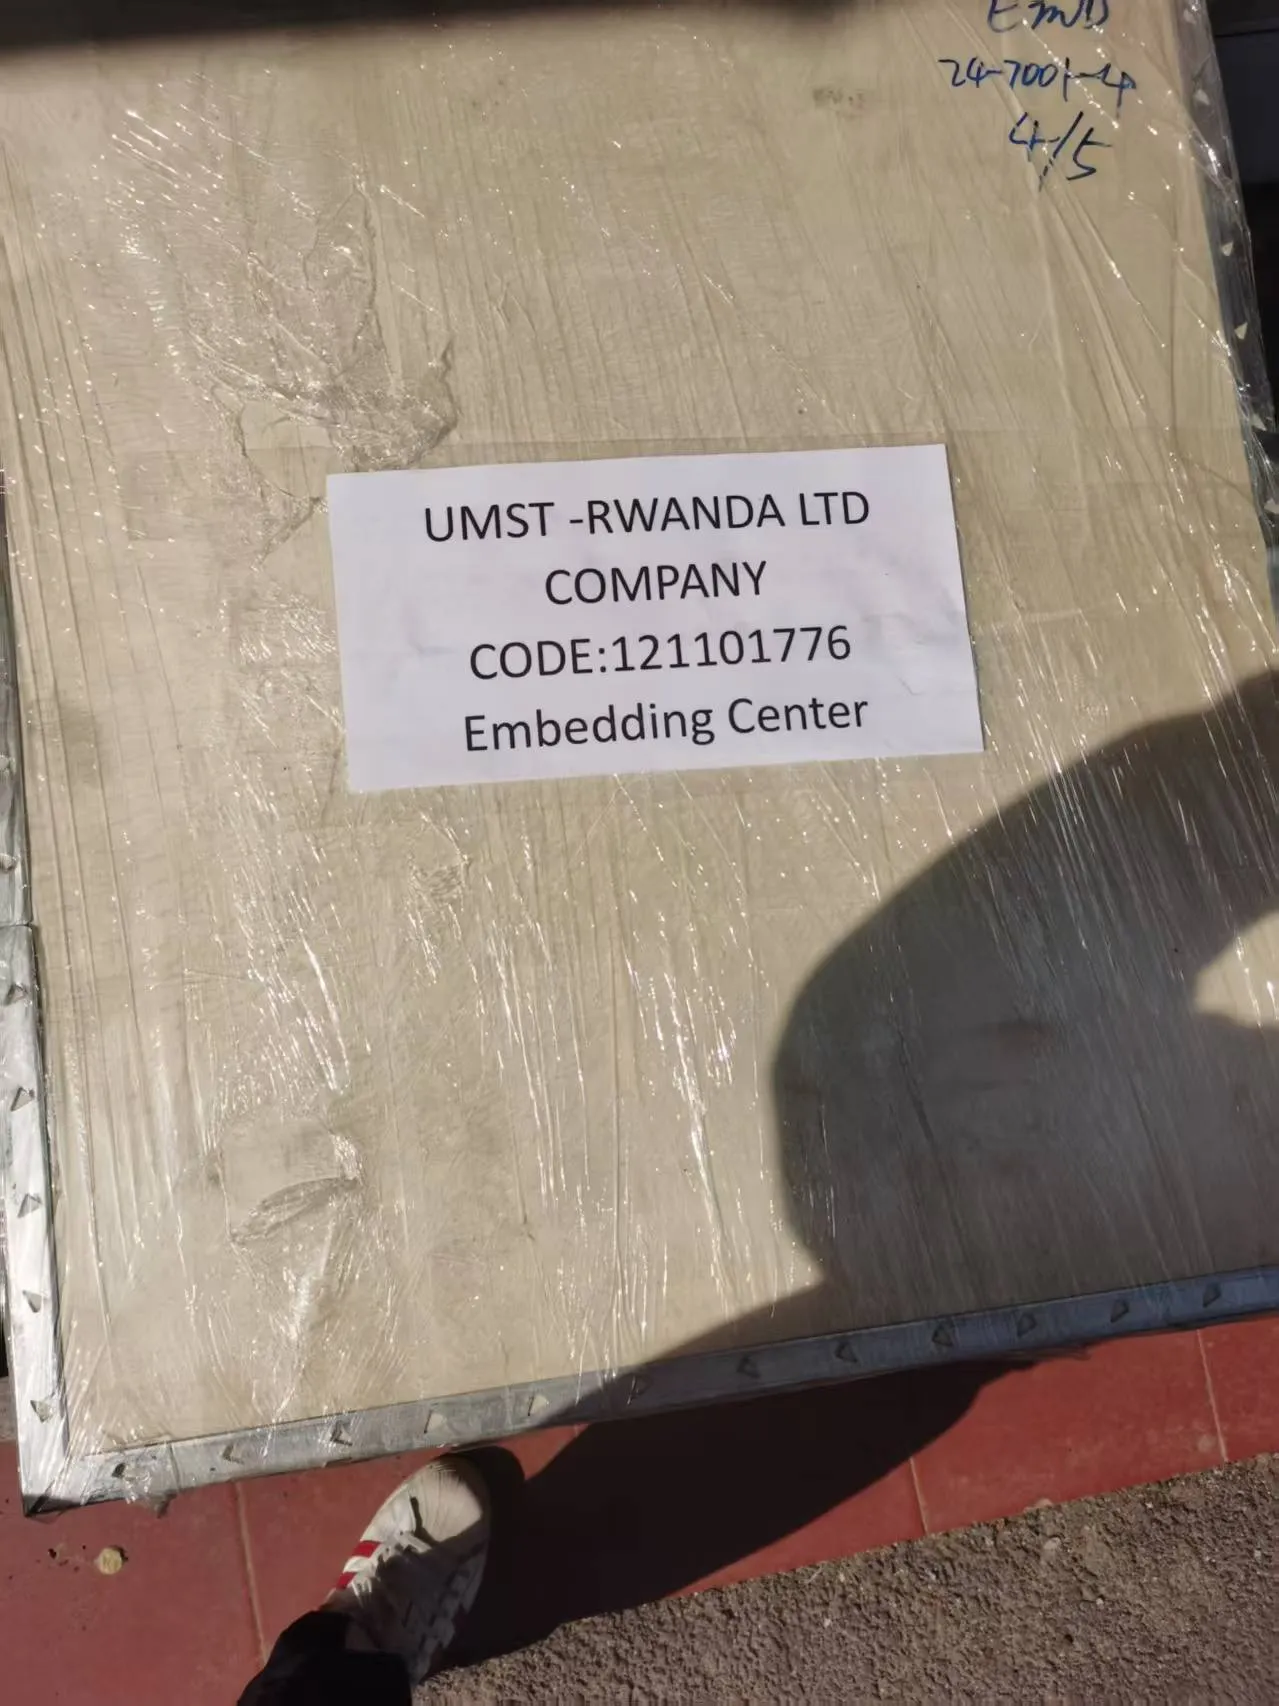 24-7001-4
4/5
UMST -RWANDA LTD
COMPANY
CODE:121101776
Embedding Center